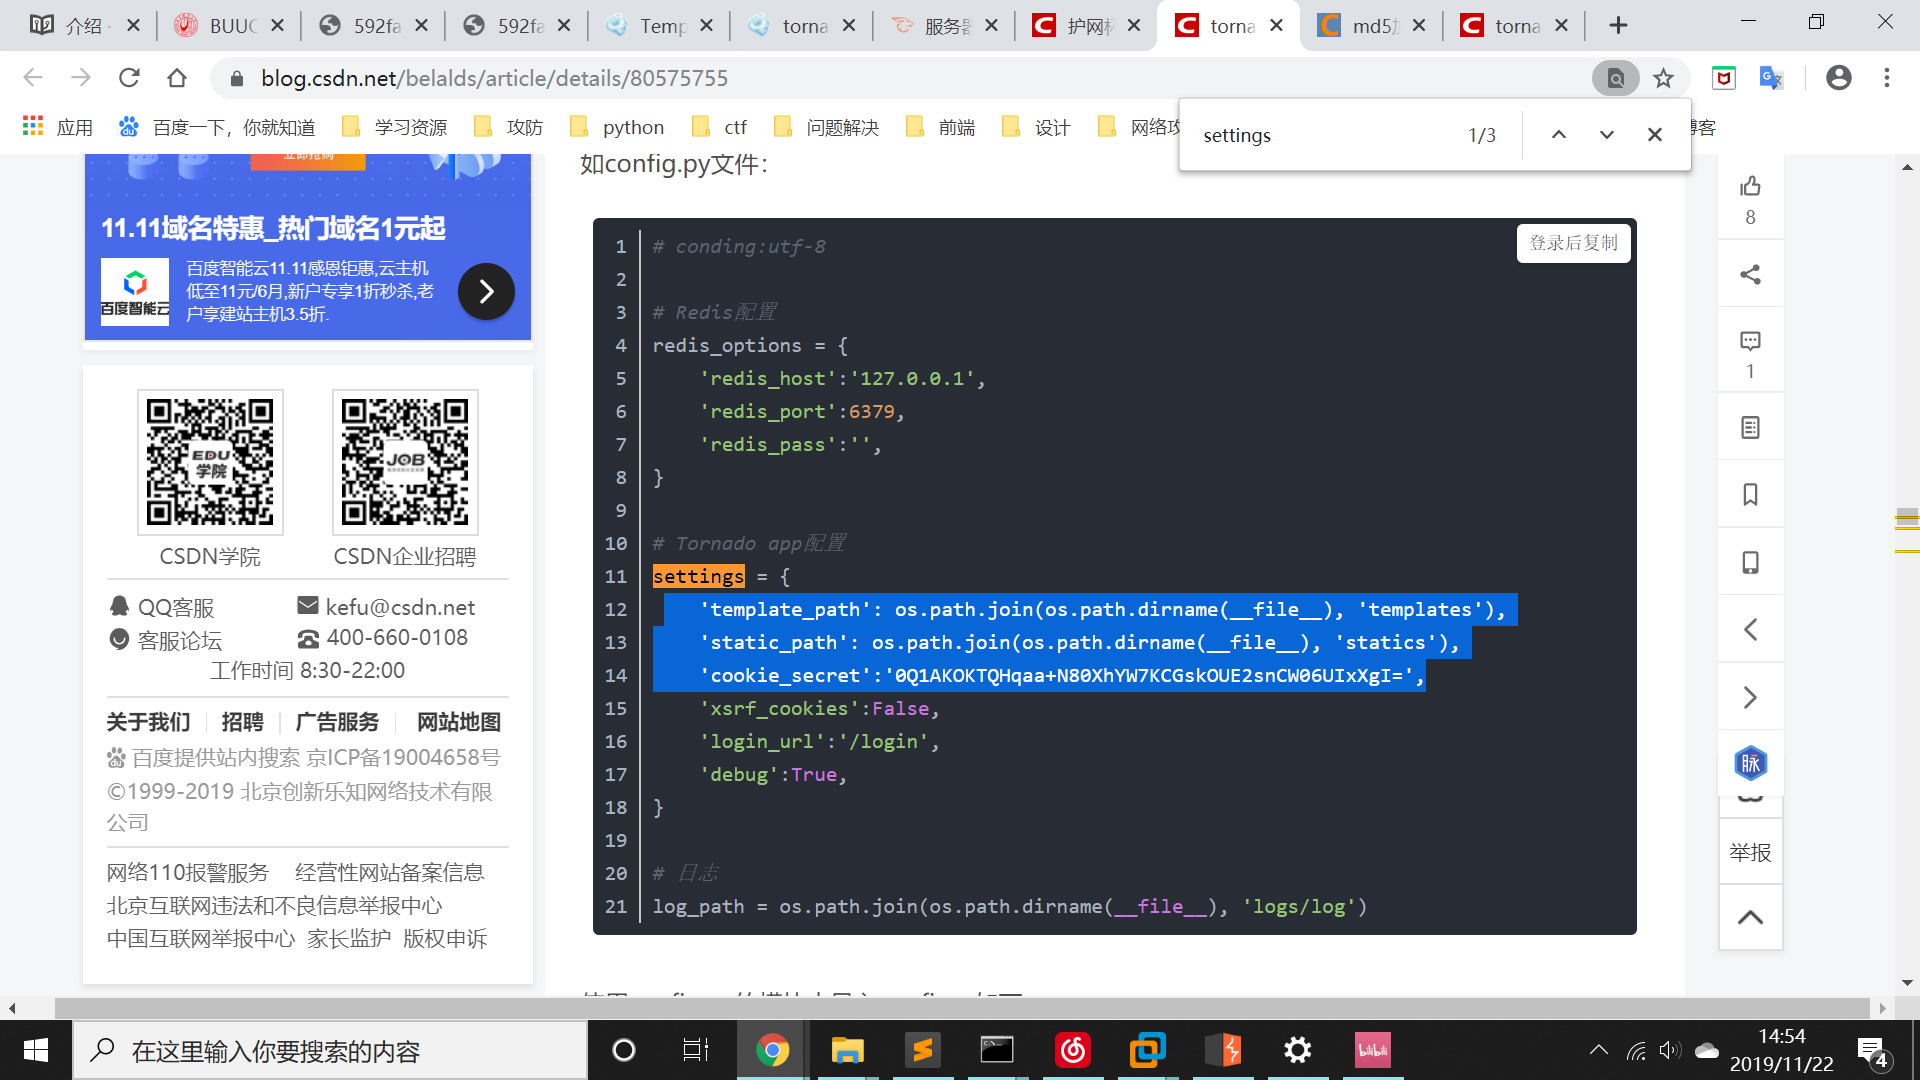 介绍 -
BUUC
592fa
592fa
Temp
torna
服务器
护网杯
torna
md5加
torna
blog.csdn.net/belalds/article/details/80575755
应用
百度一下，你就知道
学习资源
攻防
python
ctf
问题解决
前端
设计
网络攻
博客
settings
1/3
立即抢购
11.11域名特惠_热门域名1元起
百度智能云11.11感恩钜惠,云主机
低至11元/6月,新户专享1折秒杀,老
户享建站主机3.5折.
百度智能云
EDU
学院
JOB
CSDN学院
CSDN企业招聘
QQ客服
kefu@csdn.net
客服论坛
400-660-0108
工作时间 8:30-22:00
关于我们 招聘 广告服务 网站地图
百度提供站内搜索 京ICP备19004658号
©1999-2019 北京创新乐知网络技术有限
公司
网络110报警服务 经营性网站备案信息
北京互联网违法和不良信息举报中心
中国互联网举报中心 家长监护 版权申诉
如config.py文件：
登录后复制
1 # conding:utf-8
2
3 # Redis配置
4 redis_options = {
5 'redis_host':'127.0.0.1',
6 'redis_port':6379,
7 'redis_pass':'',
8 }
9
10 # Tornado app配置
11 settings = {
12 'template_path': os.path.join(os.path.dirname(__file__), 'templates'),
13 'static_path': os.path.join(os.path.dirname(__file__), 'statics'),
14 'cookie_secret':'0Q1AKOKTQHqaa+N80XhYW7KCGskOUE2snCW06UIxXgI=',
15 'xsrf_cookies':False,
16 'login_url':'/login',
17 'debug':True,
18 }
19
20 # 日志
21 log_path = os.path.join(os.path.dirname(__file__), 'logs/log')
8
1
脉
举报
在这里输入你要搜索的内容
bilibili
14:54
2019/11/22
4